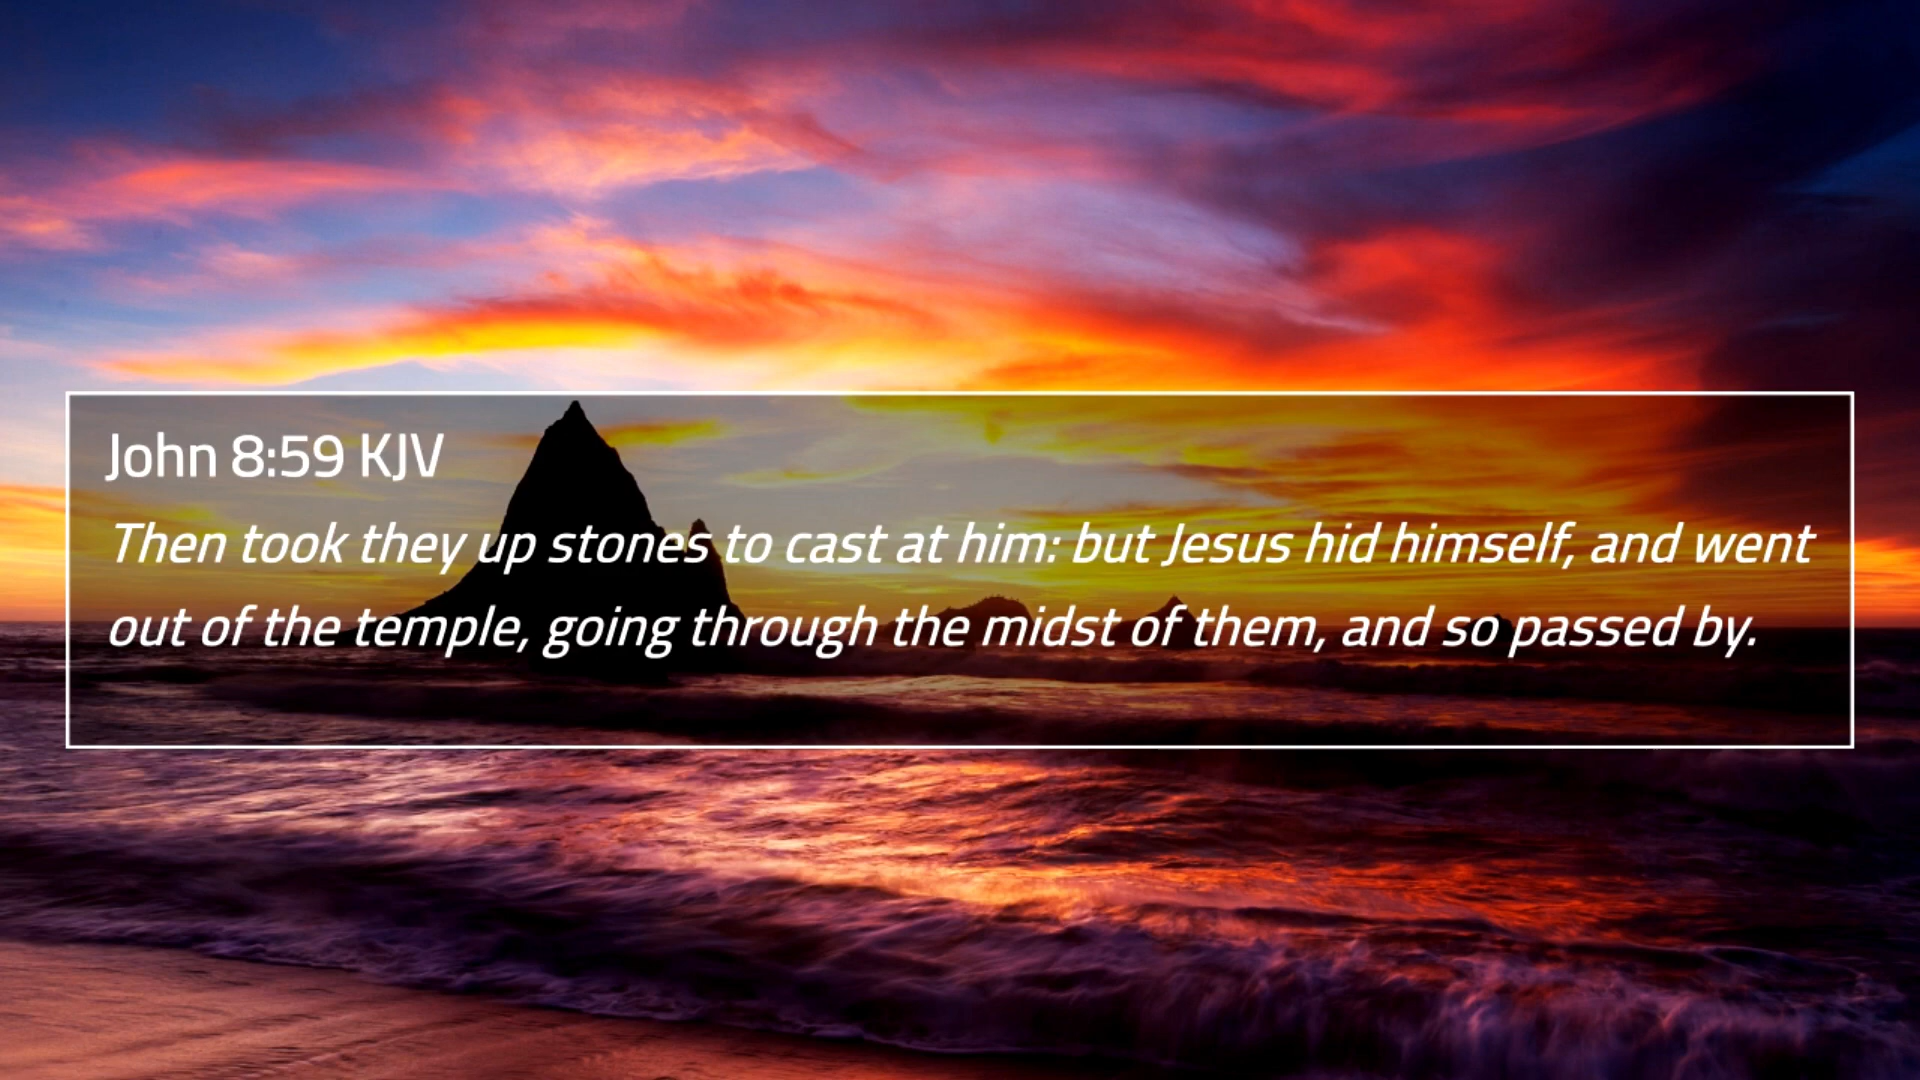 John 8:59 KJV
Then took they up stones to cast at him: but Jesus hid himself, and went
out of the temple, going through the midst of them, and so passed by.